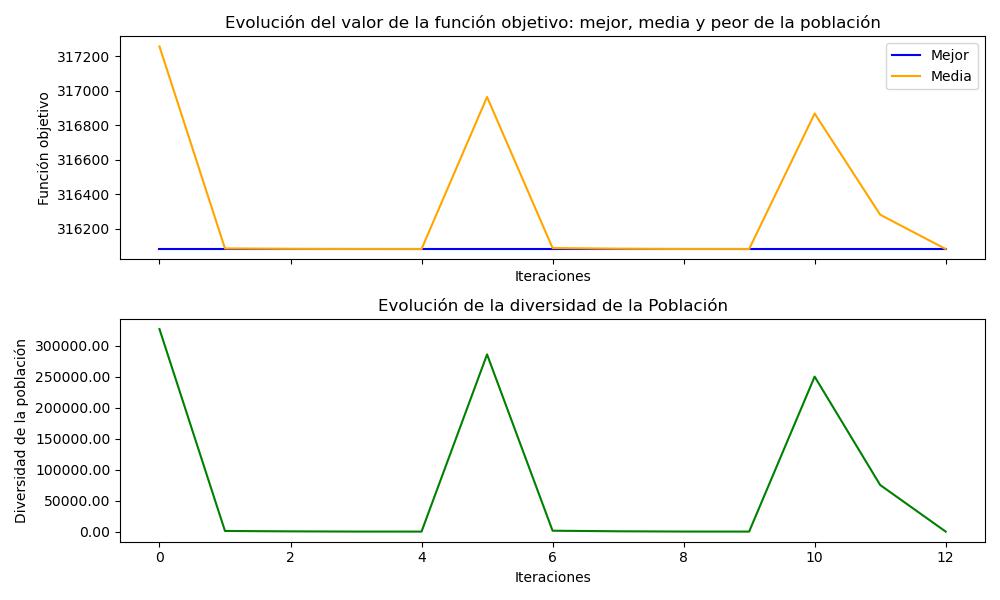 Evolución del valor de la función objetivo: mejor, media y peor de la población
Función objetivo
317200
317000
316800
316600
316400
316200
Mejor
Media
Iteraciones
Evolución de la diversidad de la Población
Diversidad de la población
300000.00
250000.00
200000.00
150000.00
100000.00
50000.00
0.00
0 2 4 6 8 10 12
Iteraciones